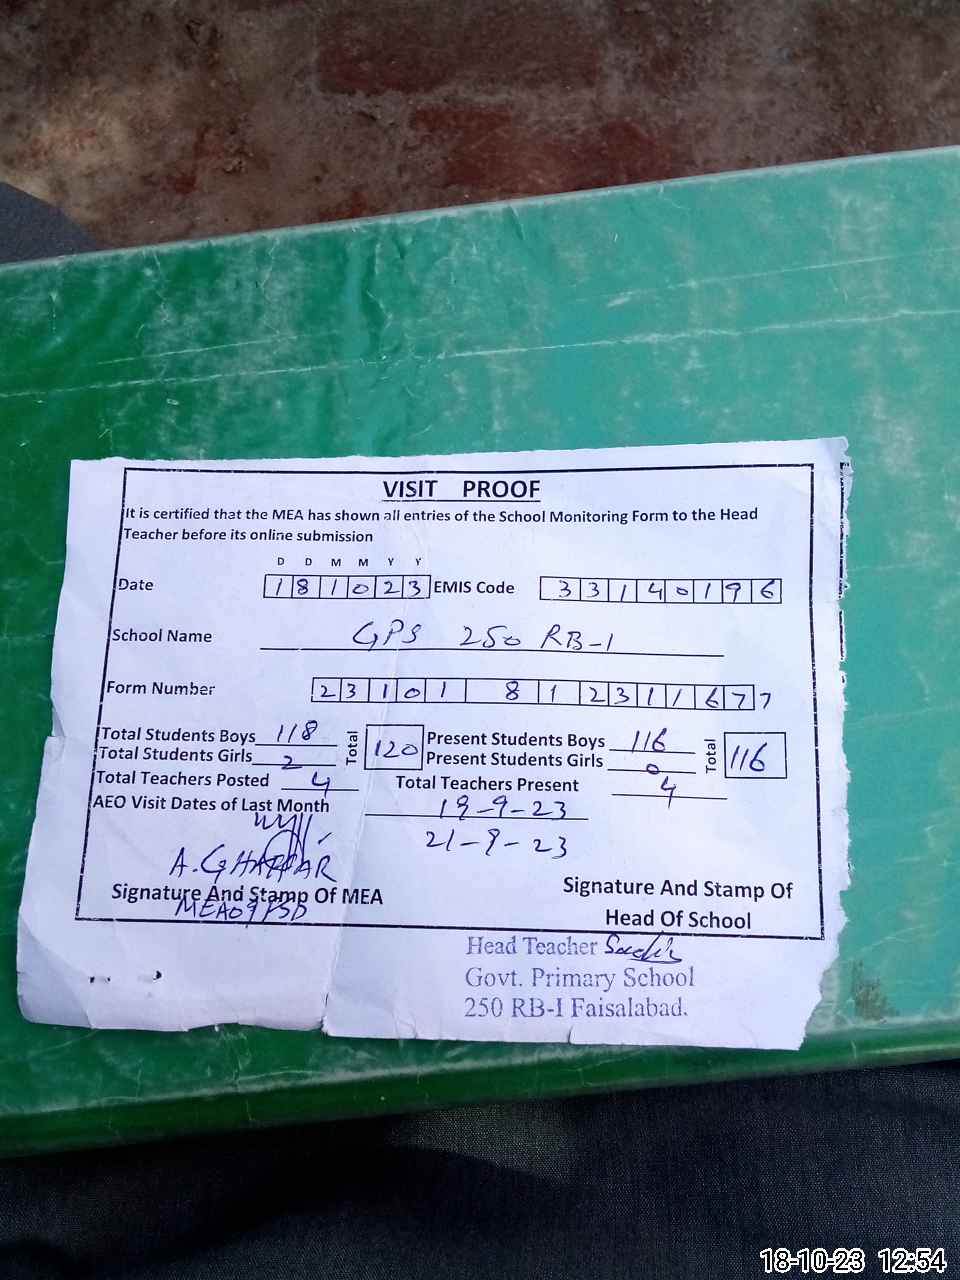 VISIT PROOF
It is certified that the MEA has shown all entries of the School Monitoring Form to the Head
Teacher before its online submission
D D M M Y Y
Date 181023 EMIS Code 33140196
School Name GPS 250 RB-1
Form Number 23101 81231167 7
Total Students Boys 118 Total 120 Present Students Boys 116 Total 116
Total Students Girls 2 Present Students Girls 0
Total Teachers Posted 4 Total Teachers Present 4
AEO Visit Dates of Last Month 19-9-23
21-9-23
A. GHAFFAR
Signature And Stamp Of MEA Signature And Stamp Of
MEA09FSD Head Of School
Head Teacher
Govt. Primary School
250 RB-I Faisalabad.
18-10-23 12:54